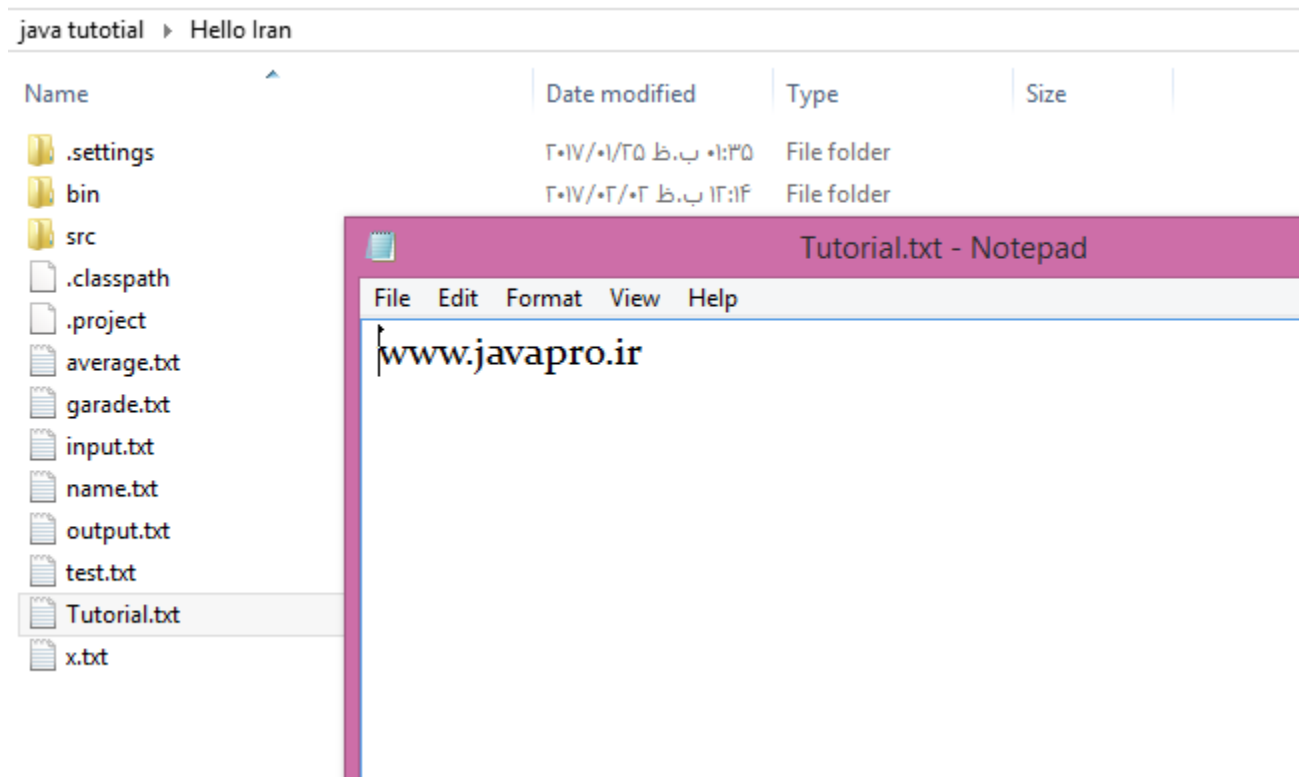 java tutotial Hello Iran
Name Date modified Type Size
.settings ۲۰۱۷/۰۱/۲۵ ب.ظ ۰۱:۳۵ File folder
bin ۲۰۱۷/۰۲/۰۲ ب.ظ ۱۲:۱۴ File folder
src
.classpath
.project
average.txt
garade.txt
input.txt
name.txt
output.txt
test.txt
Tutorial.txt
x.txt
Tutorial.txt - Notepad
File Edit Format View Help
www.javapro.ir